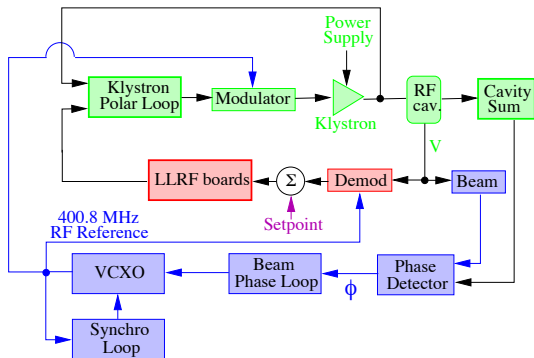 Power
Supply
Klystron
Polar Loop
Modulator
Klystron
RF
cav.
Cavity
Sum
V
LLRF boards
Σ
Demod
Beam
Setpoint
400.8 MHz
RF Reference
VCXO
Beam
Phase Loop
ϕ
Phase
Detector
Synchro
Loop